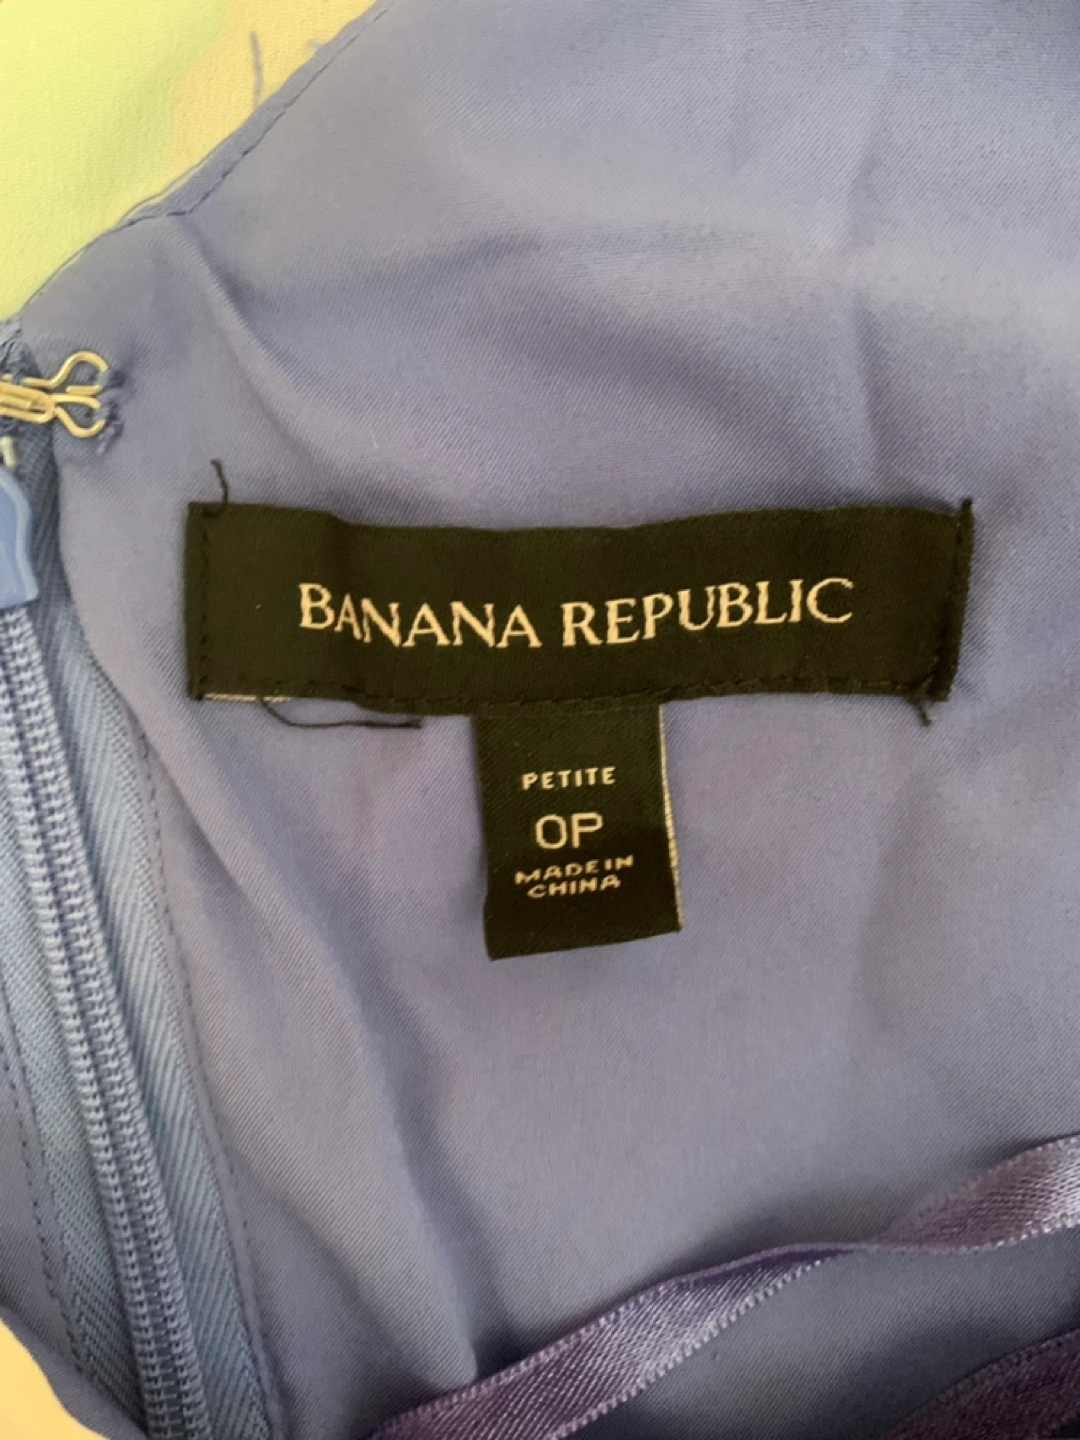 BANANA REPUBLIC
PETITE
0P
MADE IN
CHINA